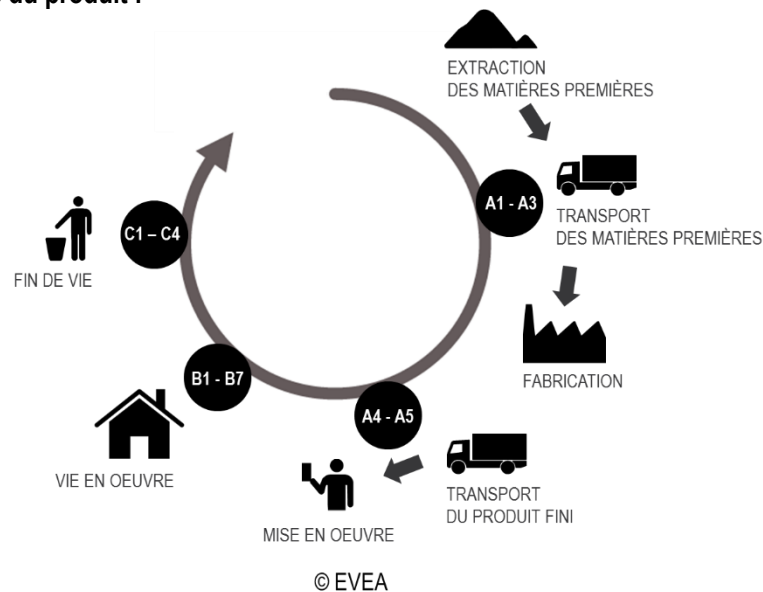 du produit :
EXTRACTION
DES MATIÈRES PREMIÈRES
A1 - A3
TRANSPORT
DES MATIÈRES PREMIÈRES
FABRICATION
A4 - A5
TRANSPORT
DU PRODUIT FINI
MISE EN OEUVRE
B1 - B7
VIE EN OEUVRE
C1 – C4
FIN DE VIE
© EVEA